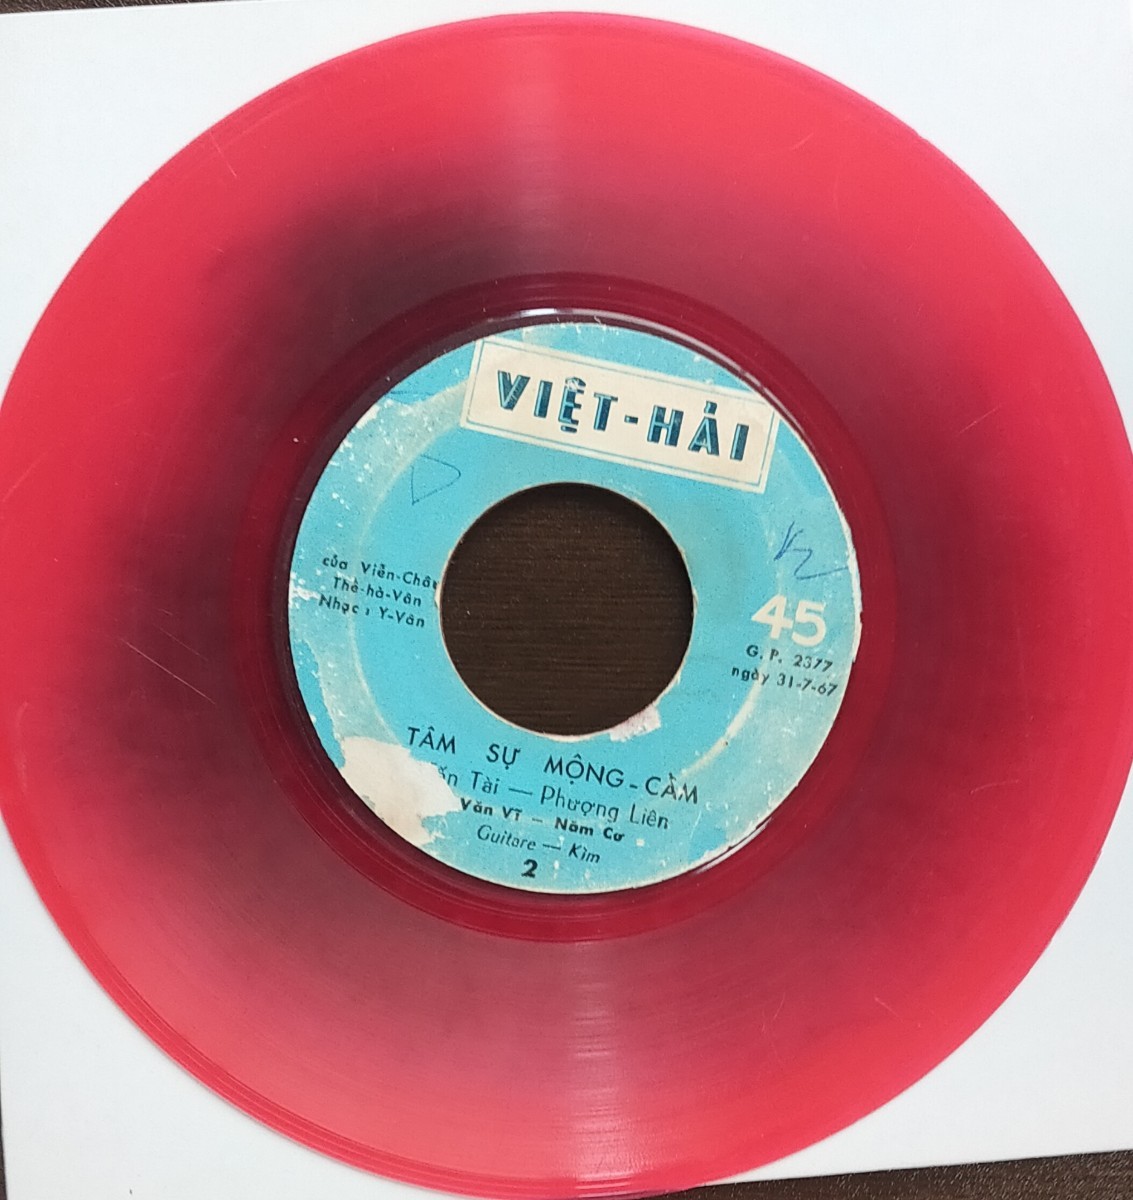 VIỆT-HẢI
của Viễn-Châu
Thê-hà-Vân
Nhạc : Y-Vân
45
G. P. 2377
ngày 31-7-67
TÂM SỰ MỘNG-CẦM
Tài — Phượng Liên
Văn Vĩ — Năm Cơ
Guitare — Kìm
2